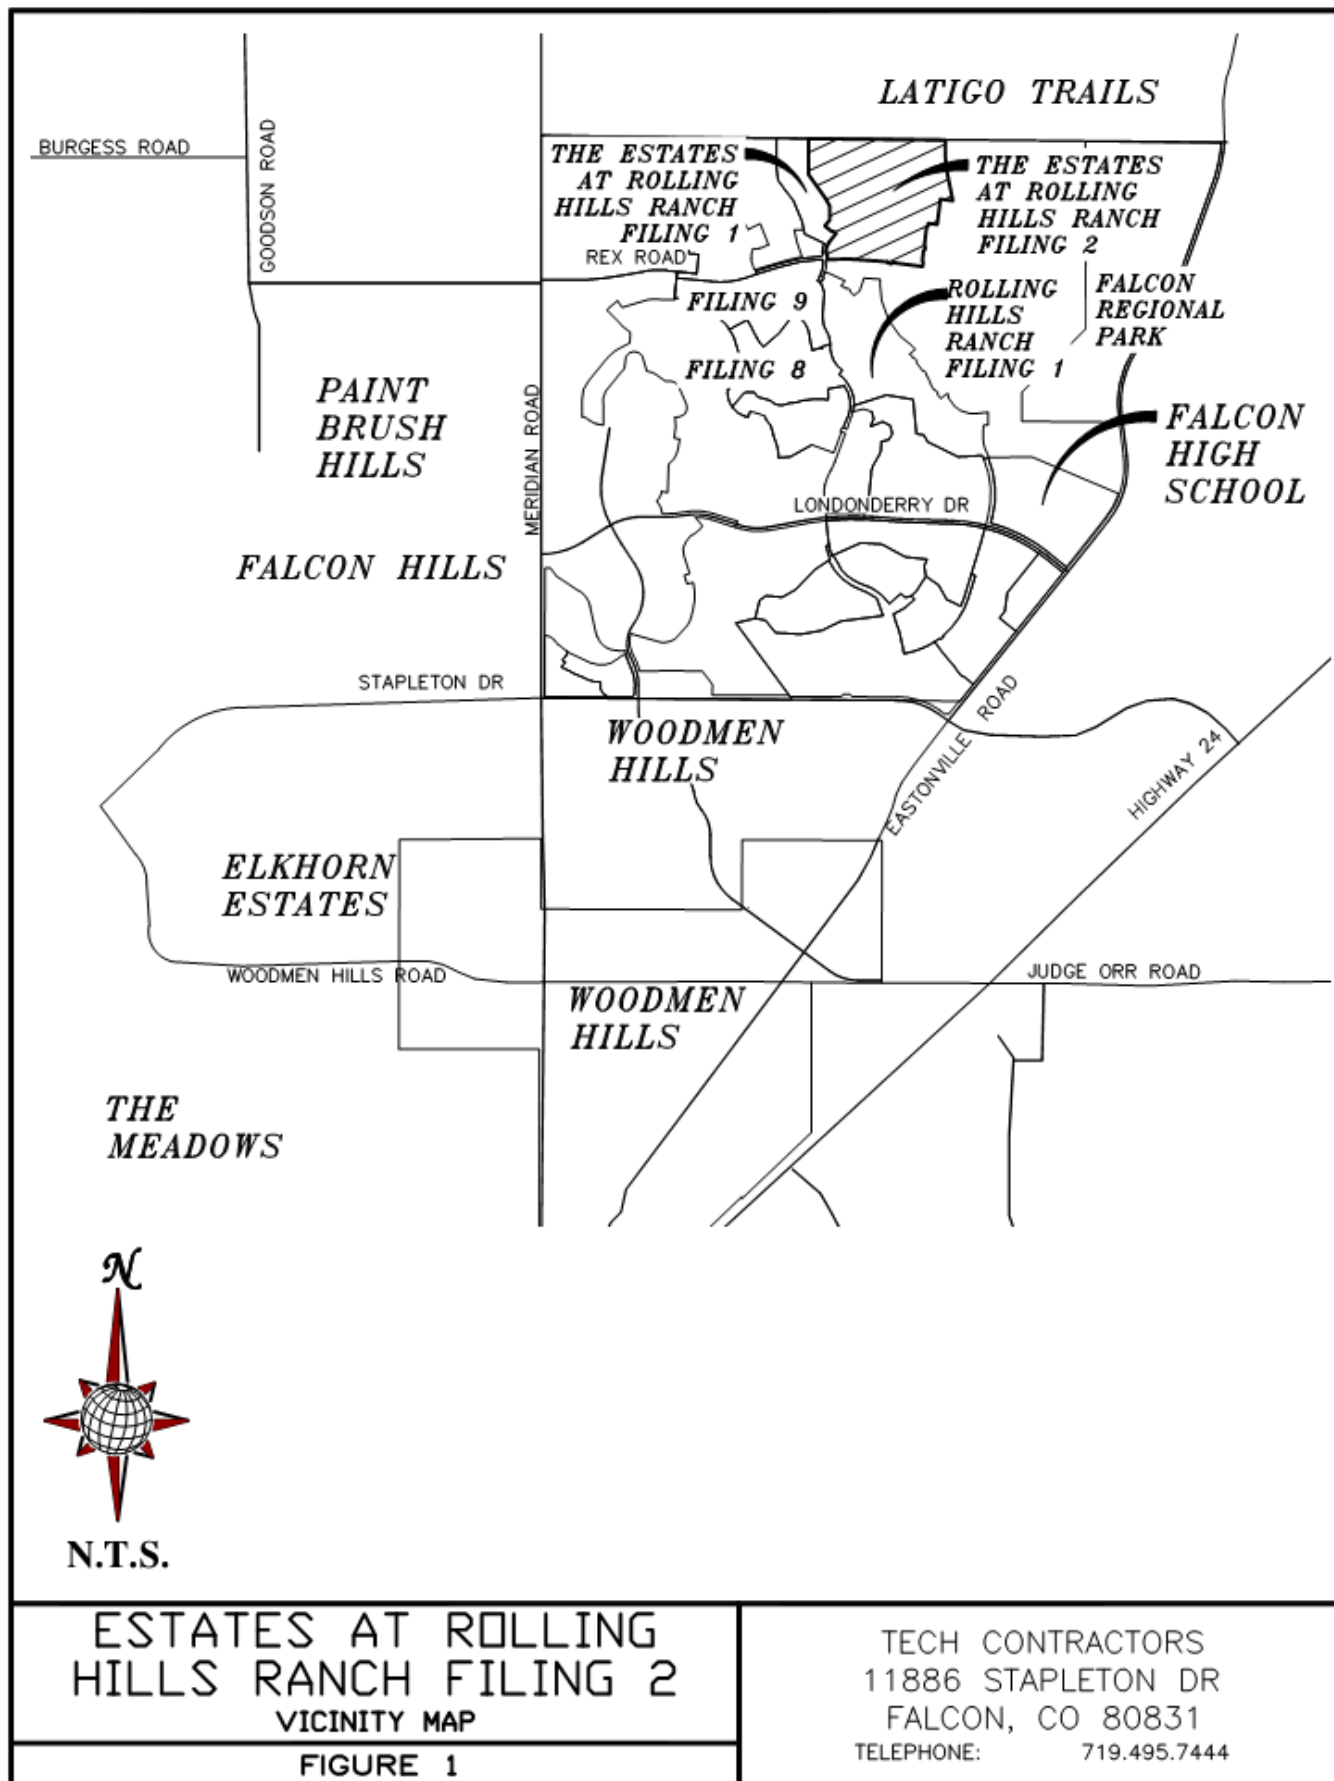 LATIGO TRAILS
BURGESS ROAD
GOODSON ROAD
THE ESTATES
AT ROLLING
HILLS RANCH
FILING 1
THE ESTATES
AT ROLLING
HILLS RANCH
FILING 2
REX ROAD
FILING 9
ROLLING
HILLS
RANCH
FILING 1
FALCON
REGIONAL
PARK
FILING 8
PAINT
BRUSH
HILLS
MERIDIAN ROAD
FALCON
HIGH
SCHOOL
LONDONDERRY DR
FALCON HILLS
STAPLETON DR
WOODMEN
HILLS
EASTONVILLE ROAD
HIGHWAY 24
ELKHORN
ESTATES
WOODMEN HILLS ROAD
JUDGE ORR ROAD
WOODMEN
HILLS
THE
MEADOWS
N
N.T.S.
ESTATES AT ROLLING
HILLS RANCH FILING 2
VICINITY MAP
FIGURE 1
TECH CONTRACTORS
11886 STAPLETON DR
FALCON, CO 80831
TELEPHONE: 719.495.7444